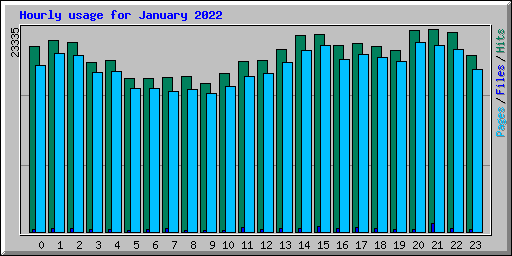 Hourly usage for January 2022
23335
Pages/Files/Hits
0 1 2 3 4 5 6 7 8 9 10 11 12 13 14 15 16 17 18 19 20 21 22 23